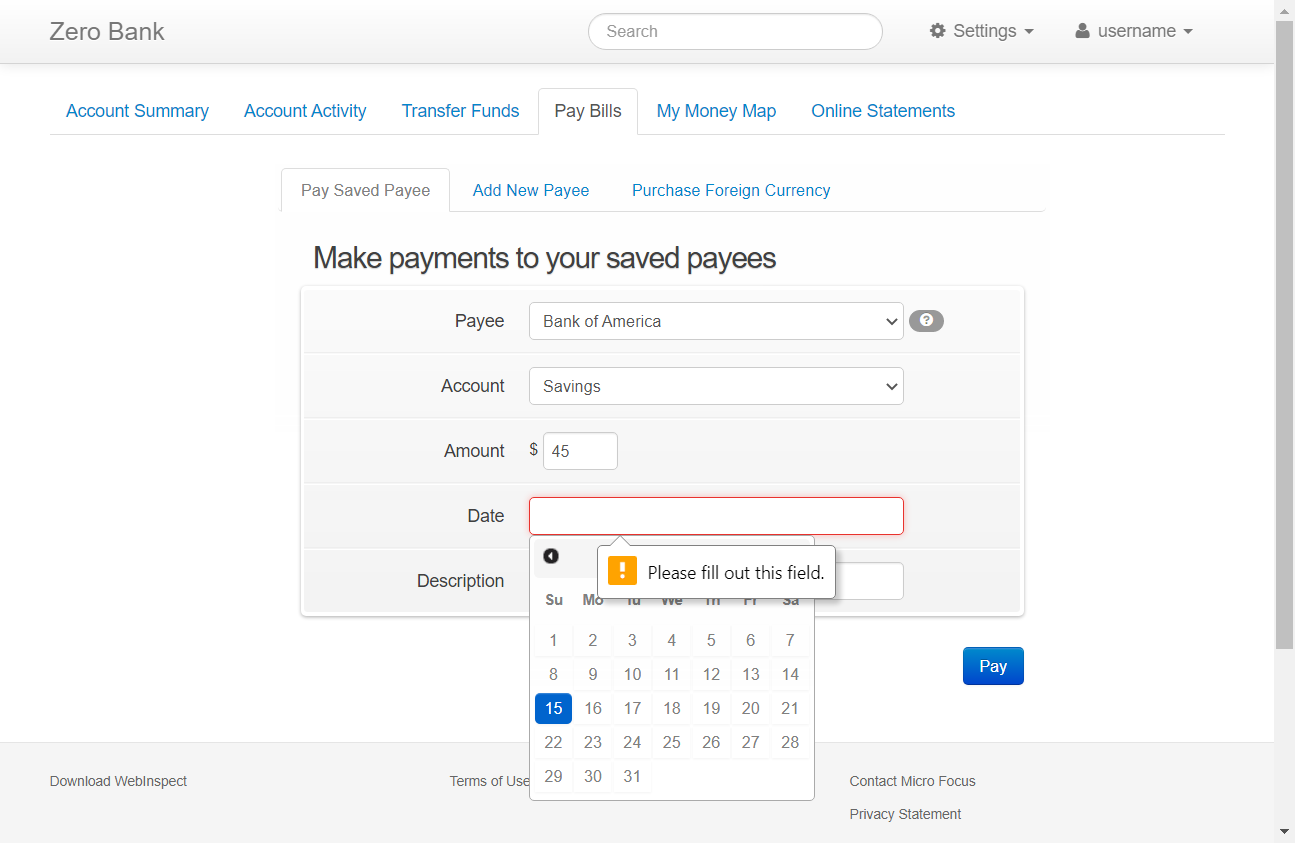 Zero Bank
Search
Settings
username
Account Summary
Account Activity
Transfer Funds
Pay Bills
My Money Map
Online Statements
Pay Saved Payee
Add New Payee
Purchase Foreign Currency
Make payments to your saved payees
Payee
Bank of America
?
Account
Savings
Amount
$ 45
Date
! Please fill out this field.
Description
Su Mo Tu We Th Fr Sa
1 2 3 4 5 6 7
8 9 10 11 12 13 14
15 16 17 18 19 20 21
22 23 24 25 26 27 28
29 30 31
Pay
Download WebInspect
Terms of Use
Contact Micro Focus
Privacy Statement